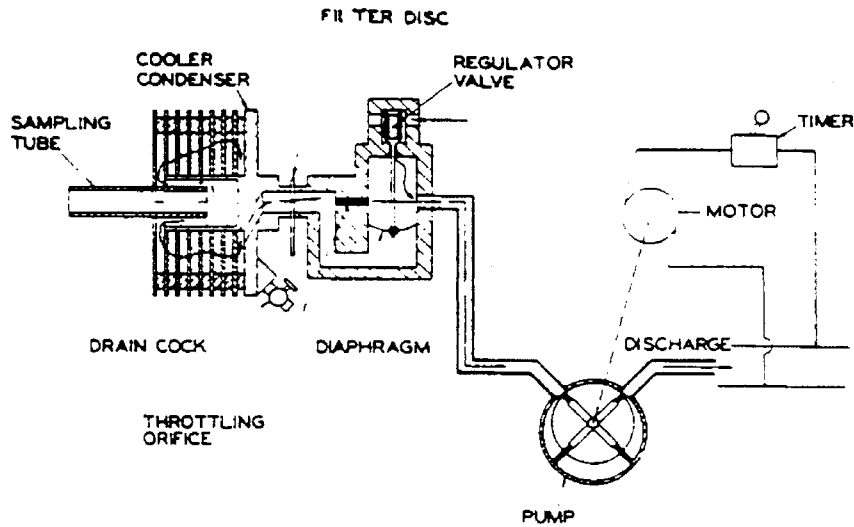 FILTER DISC
COOLER
CONDENSER
REGULATOR
VALVE
SAMPLING
TUBE
TIMER
MOTOR
DRAIN COCK
DIAPHRAGM
DISCHARGE
THROTTLING
ORIFICE
PUMP